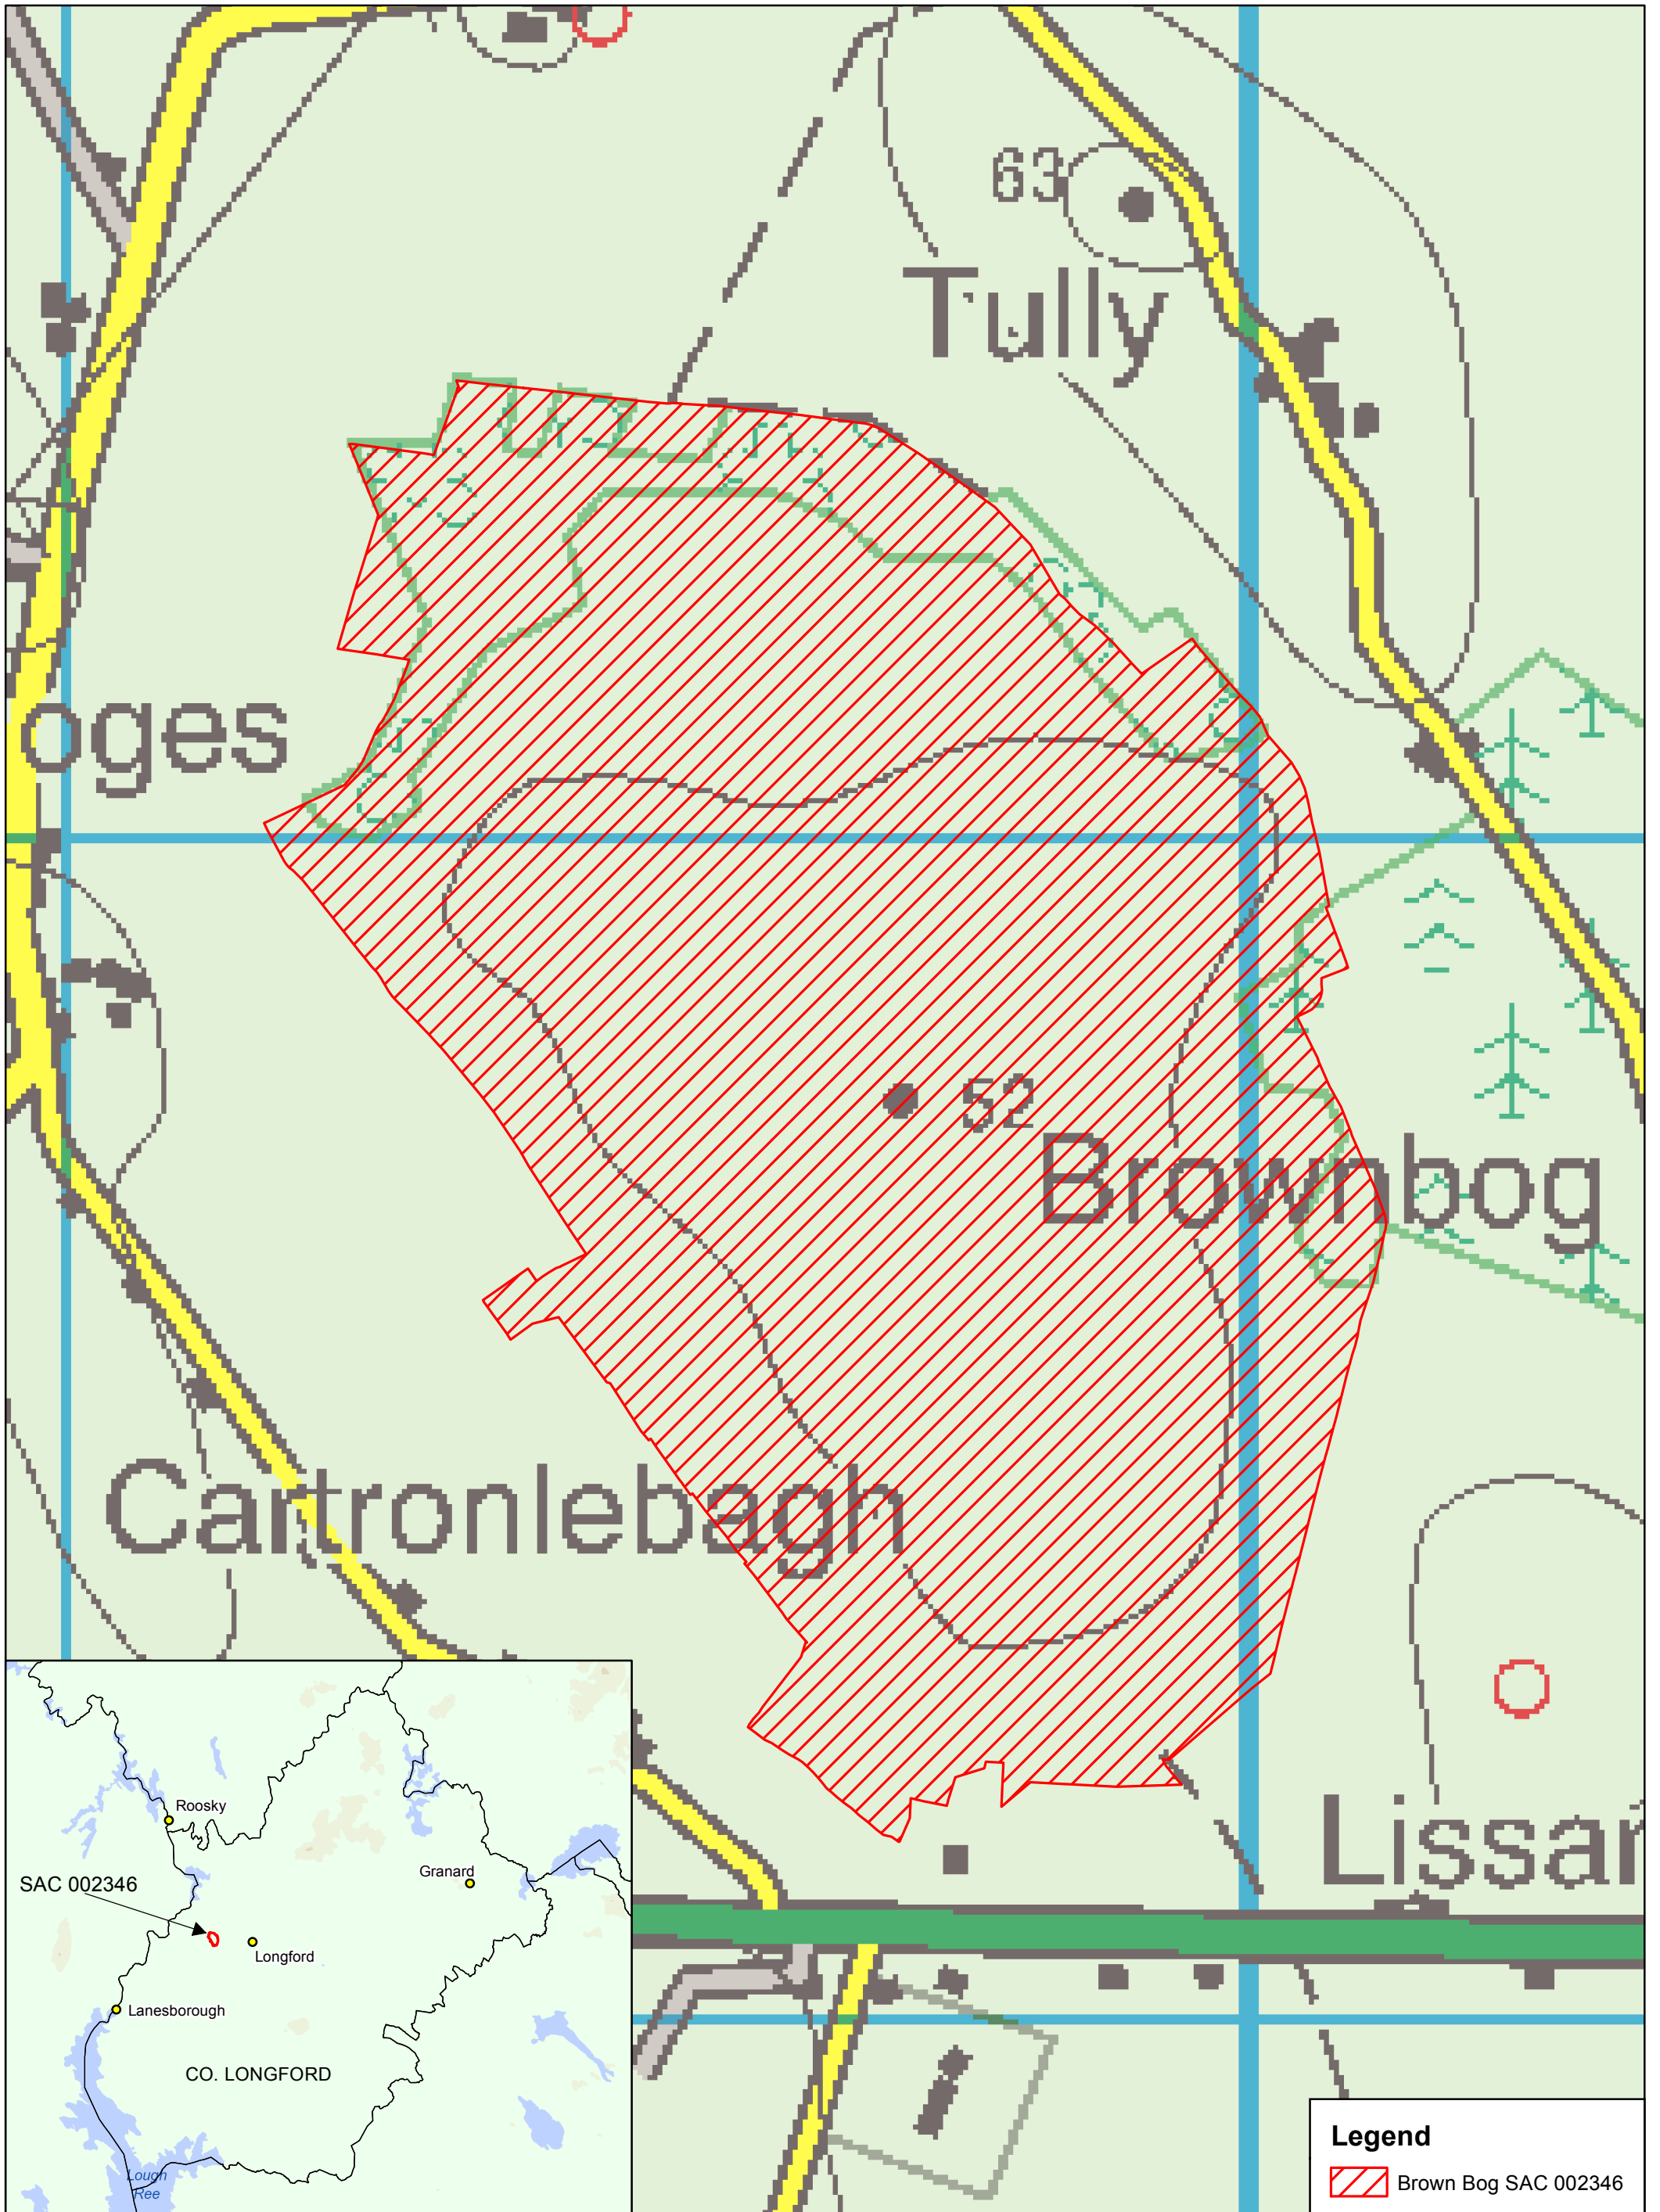 63
Tully
oges
52
Brownbog
Cartronlebagh
Lissar
Roosky
Granard
SAC 002346
Longford
Lanesborough
CO. LONGFORD
Lough
Ree
Legend
Brown Bog SAC 002346